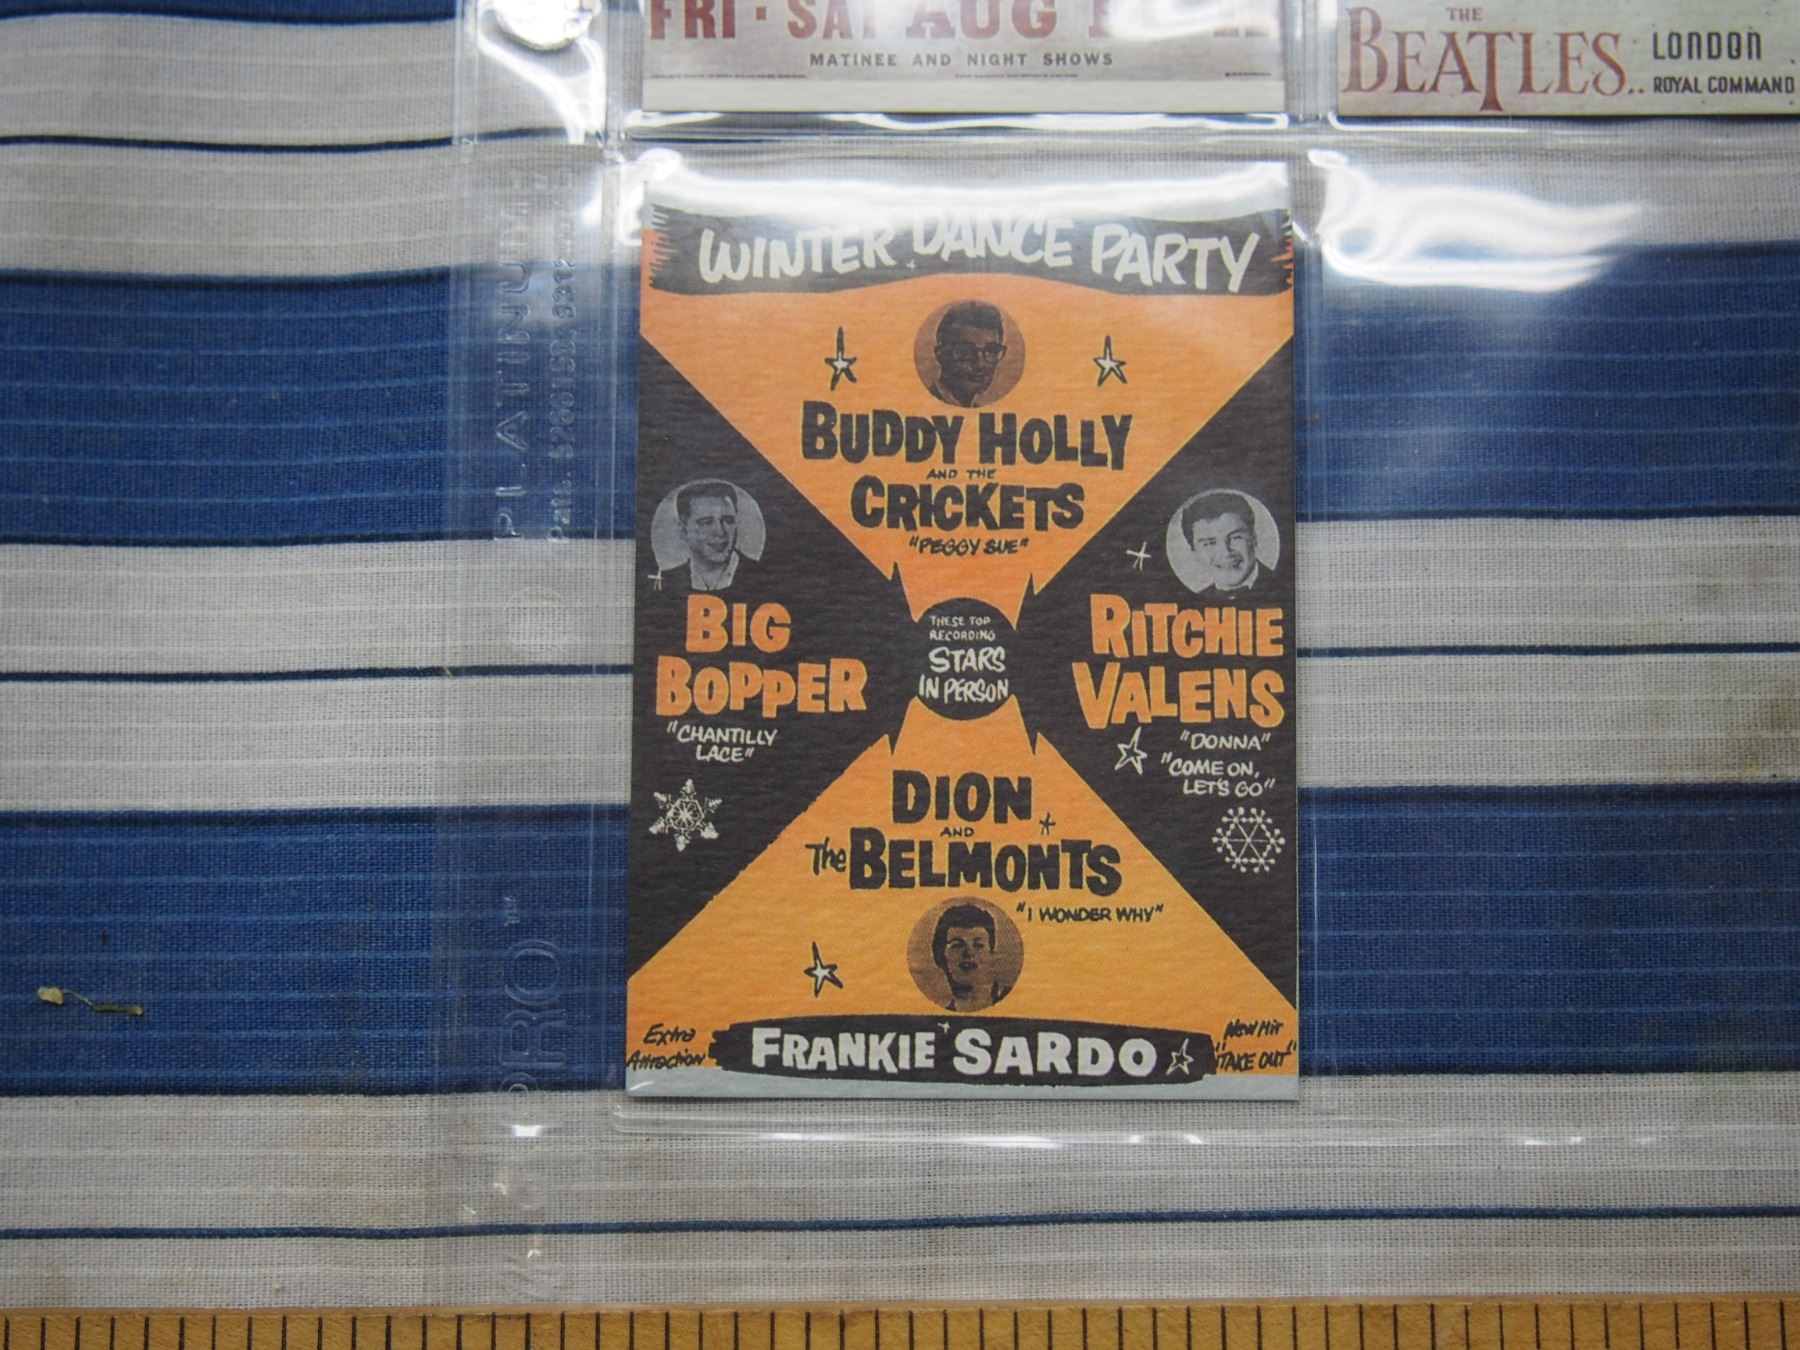 FRI · SAT AUG
MATINEE AND NIGHT SHOWS
THE
BEATLES..
LONDON
ROYAL COMMAND
WINTER DANCE PARTY
BUDDY HOLLY
AND THE
CRICKETS
"PEGGY SUE"
BIG
BOPPER
"CHANTILLY
LACE"
THESE TOP
RECORDING
STARS
IN PERSON
RITCHIE
VALENS
"DONNA"
"COME ON,
LET'S GO"
DION
AND
The BELMONTS
"I WONDER WHY"
Extra
Attraction
FRANKIE SARDO
New Hit
"TAKE OUT"
PLATINUM
PRO™